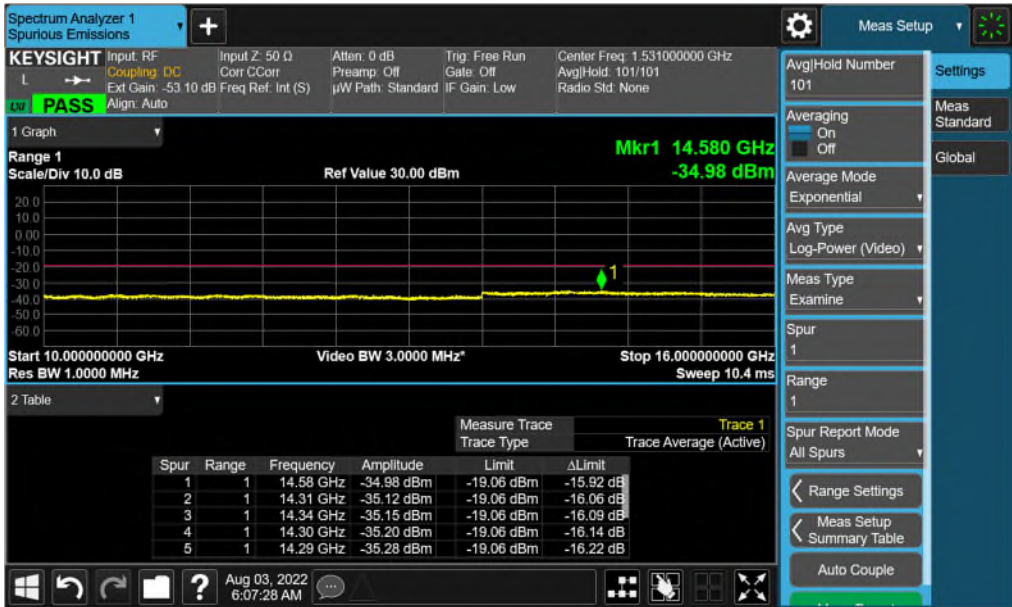 Spectrum Analyzer 1
Spurious Emissions
+
Meas Setup
KEYSIGHT
L
LXI
PASS
Input: RF
Coupling: DC
Ext Gain: -53.10 dB
Align: Auto
Input Z: 50 Ω
Corr CCorr
Freq Ref: Int (S)
Atten: 0 dB
Preamp: Off
µW Path: Standard
Trig: Free Run
Gate: Off
IF Gain: Low
Center Freq: 1.531000000 GHz
Avg|Hold: 101/101
Radio Std: None
1 Graph
Range 1
Scale/Div 10.0 dB
Ref Value 30.00 dBm
Mkr1 14.580 GHz
-34.98 dBm
20.0
10.0
0.00
-10.0
-20.0
-30.0
-40.0
-50.0
-60.0
1
Start 10.000000000 GHz
Res BW 1.0000 MHz
Video BW 3.0000 MHz*
Stop 16.000000000 GHz
Sweep 10.4 ms
2 Table
Measure Trace Trace 1
Trace Type Trace Average (Active)
Spur Range Frequency Amplitude Limit ΔLimit
1 1 14.58 GHz -34.98 dBm -19.06 dBm -15.92 dB
2 1 14.31 GHz -35.12 dBm -19.06 dBm -16.06 dB
3 1 14.34 GHz -35.15 dBm -19.06 dBm -16.09 dB
4 1 14.30 GHz -35.20 dBm -19.06 dBm -16.14 dB
5 1 14.29 GHz -35.28 dBm -19.06 dBm -16.22 dB
Avg|Hold Number
101
Averaging
On
Off
Average Mode
Exponential
Avg Type
Log-Power (Video)
Meas Type
Examine
Spur
1
Range
1
Spur Report Mode
All Spurs
Range Settings
Meas Setup
Summary Table
Auto Couple
Settings
Meas
Standard
Global
?
Aug 03, 2022
6:07:28 AM